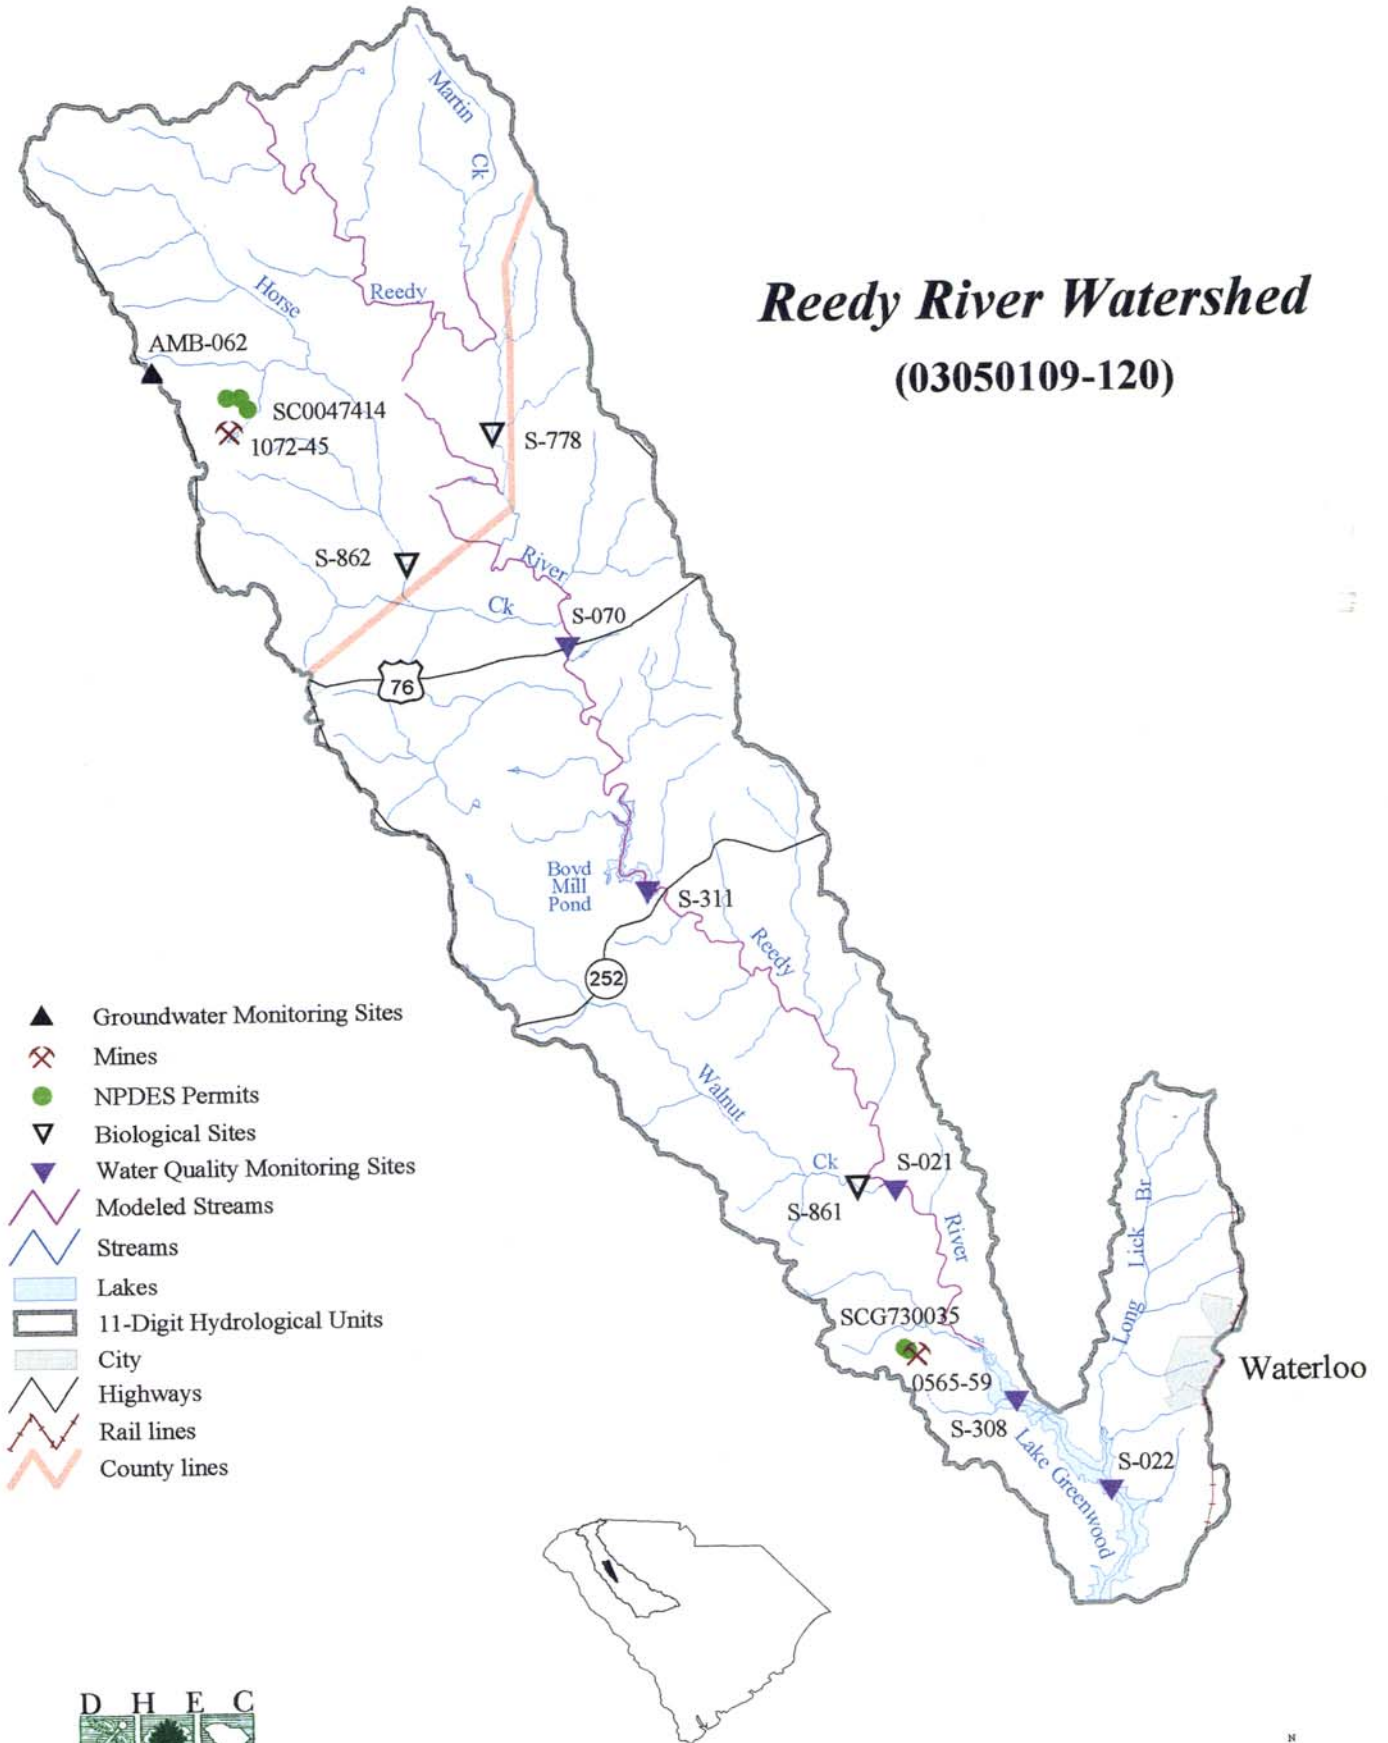 Martin
Ck
Reedy River Watershed
(03050109-120)
Horse
Reedy
AMB-062
SC0047414
1072-45
S-778
S-862
River
Ck
S-070
76
Boyd
Mill
Pond
S-311
Reedy
252
Groundwater Monitoring Sites
Mines
NPDES Permits
Biological Sites
Water Quality Monitoring Sites
Modeled Streams
Streams
Lakes
11-Digit Hydrological Units
City
Highways
Rail lines
County lines
Walnut
Ck
S-021
S-861
River
Long Lick Br
SCG730035
0565-59
Waterloo
S-308
Lake Greenwood
S-022
D H E C
N